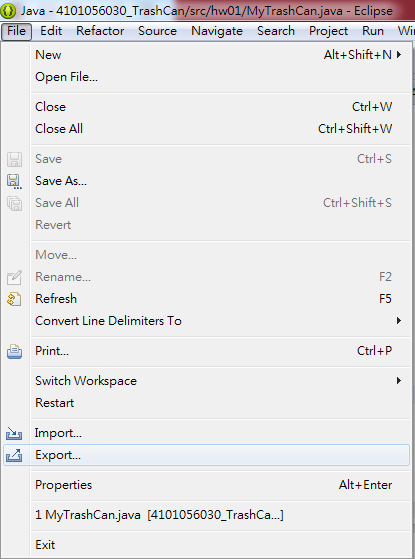 Java - 4101056030_TrashCan/src/hw01/MyTrashCan.java - Eclipse
File Edit Refactor Source Navigate Search Project Run Wi
New Alt+Shift+N
Open File...
Close Ctrl+W
Close All Ctrl+Shift+W
Save Ctrl+S
Save As...
Save All Ctrl+Shift+S
Revert
Move...
Rename... F2
Refresh F5
Convert Line Delimiters To
Print... Ctrl+P
Switch Workspace
Restart
Import...
Export...
Properties Alt+Enter
1 MyTrashCan.java [4101056030_TrashCa...]
Exit